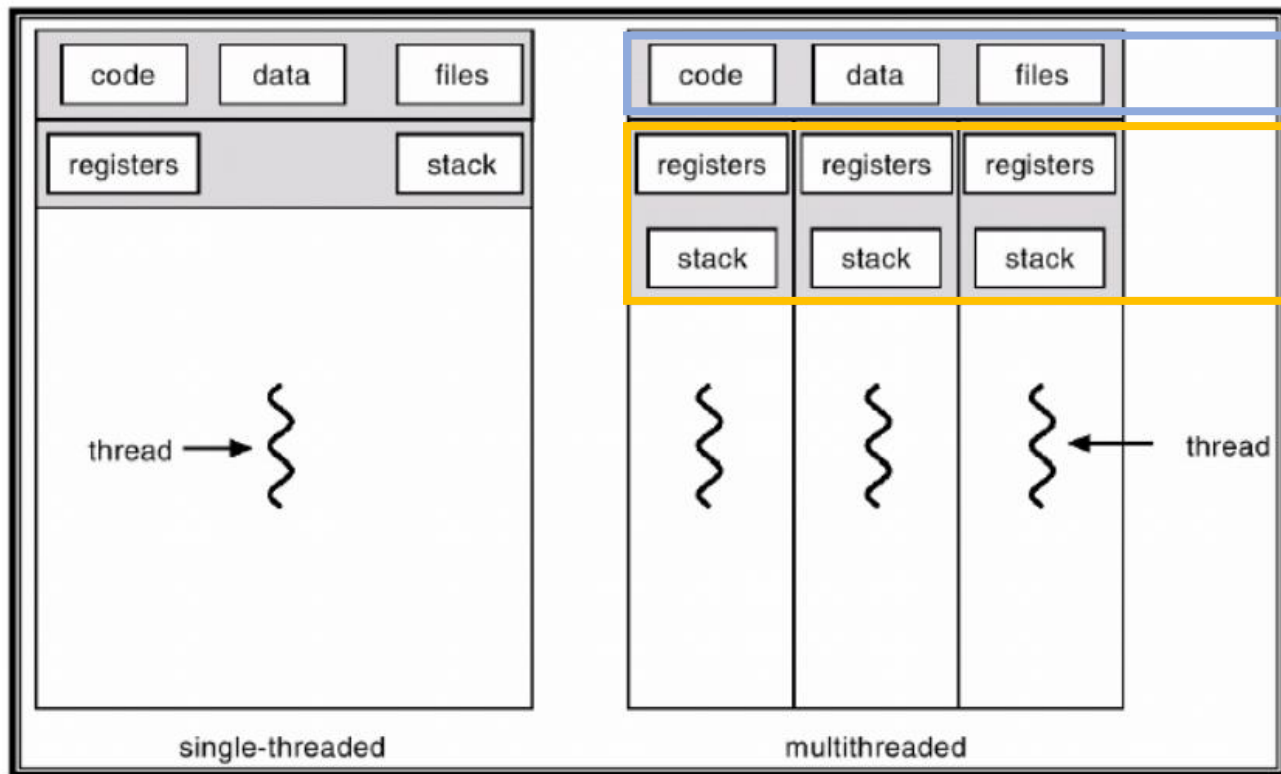 code data files
registers stack
thread
single-threaded
code data files
registers registers registers
stack stack stack
thread
multithreaded